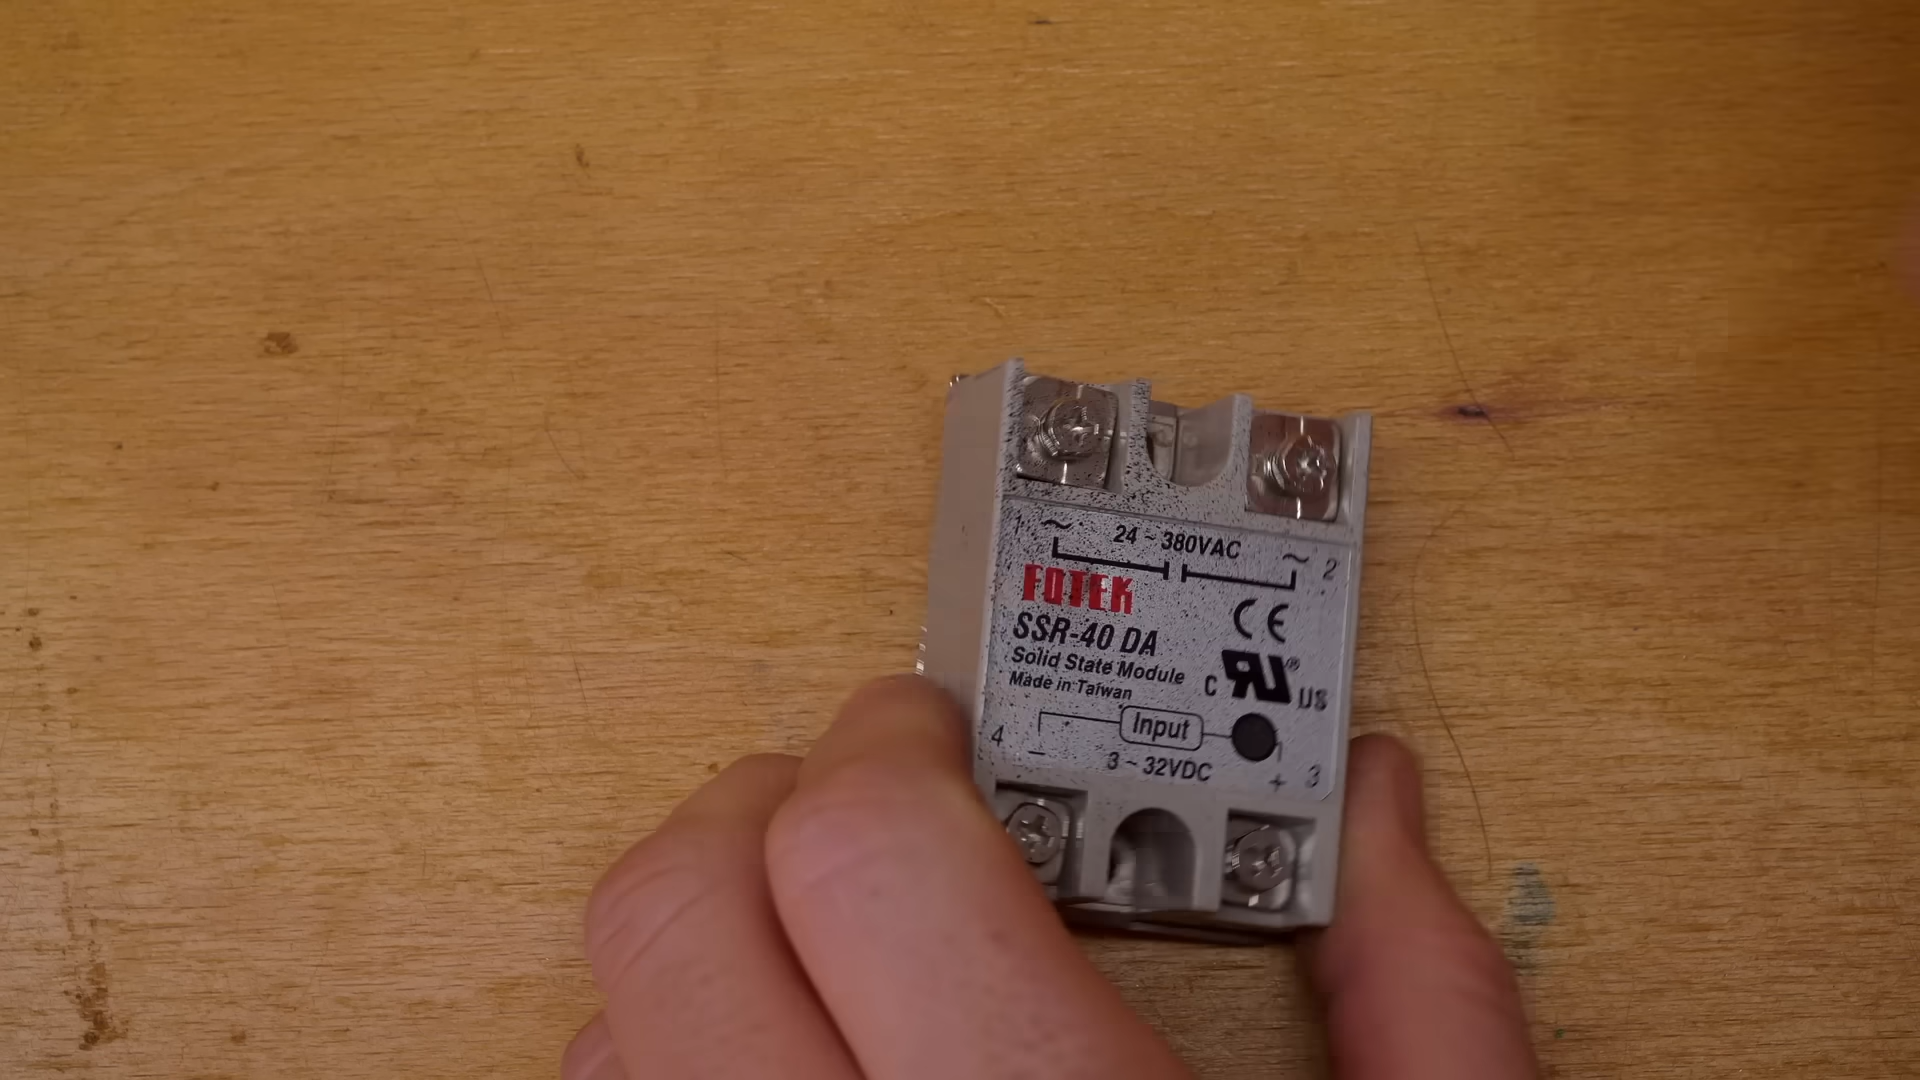 24 ~ 380VAC
1 ~ ~ 2
FOTEK
SSR-40 DA
Solid State Module
Made in Taiwan
CE
c RU ® US
Input
4 − + 3
3 ~ 32VDC